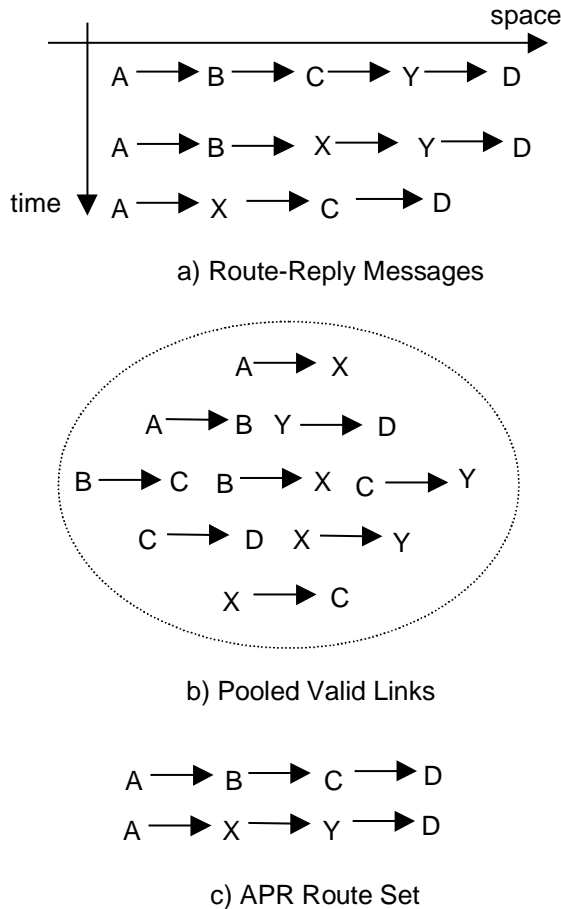 space
A B C Y D
A B X Y D
time A X C D
a) Route-Reply Messages
A X
A B Y D
B C B X C Y
C D X Y
X C
b) Pooled Valid Links
A B C D
A X Y D
c) APR Route Set